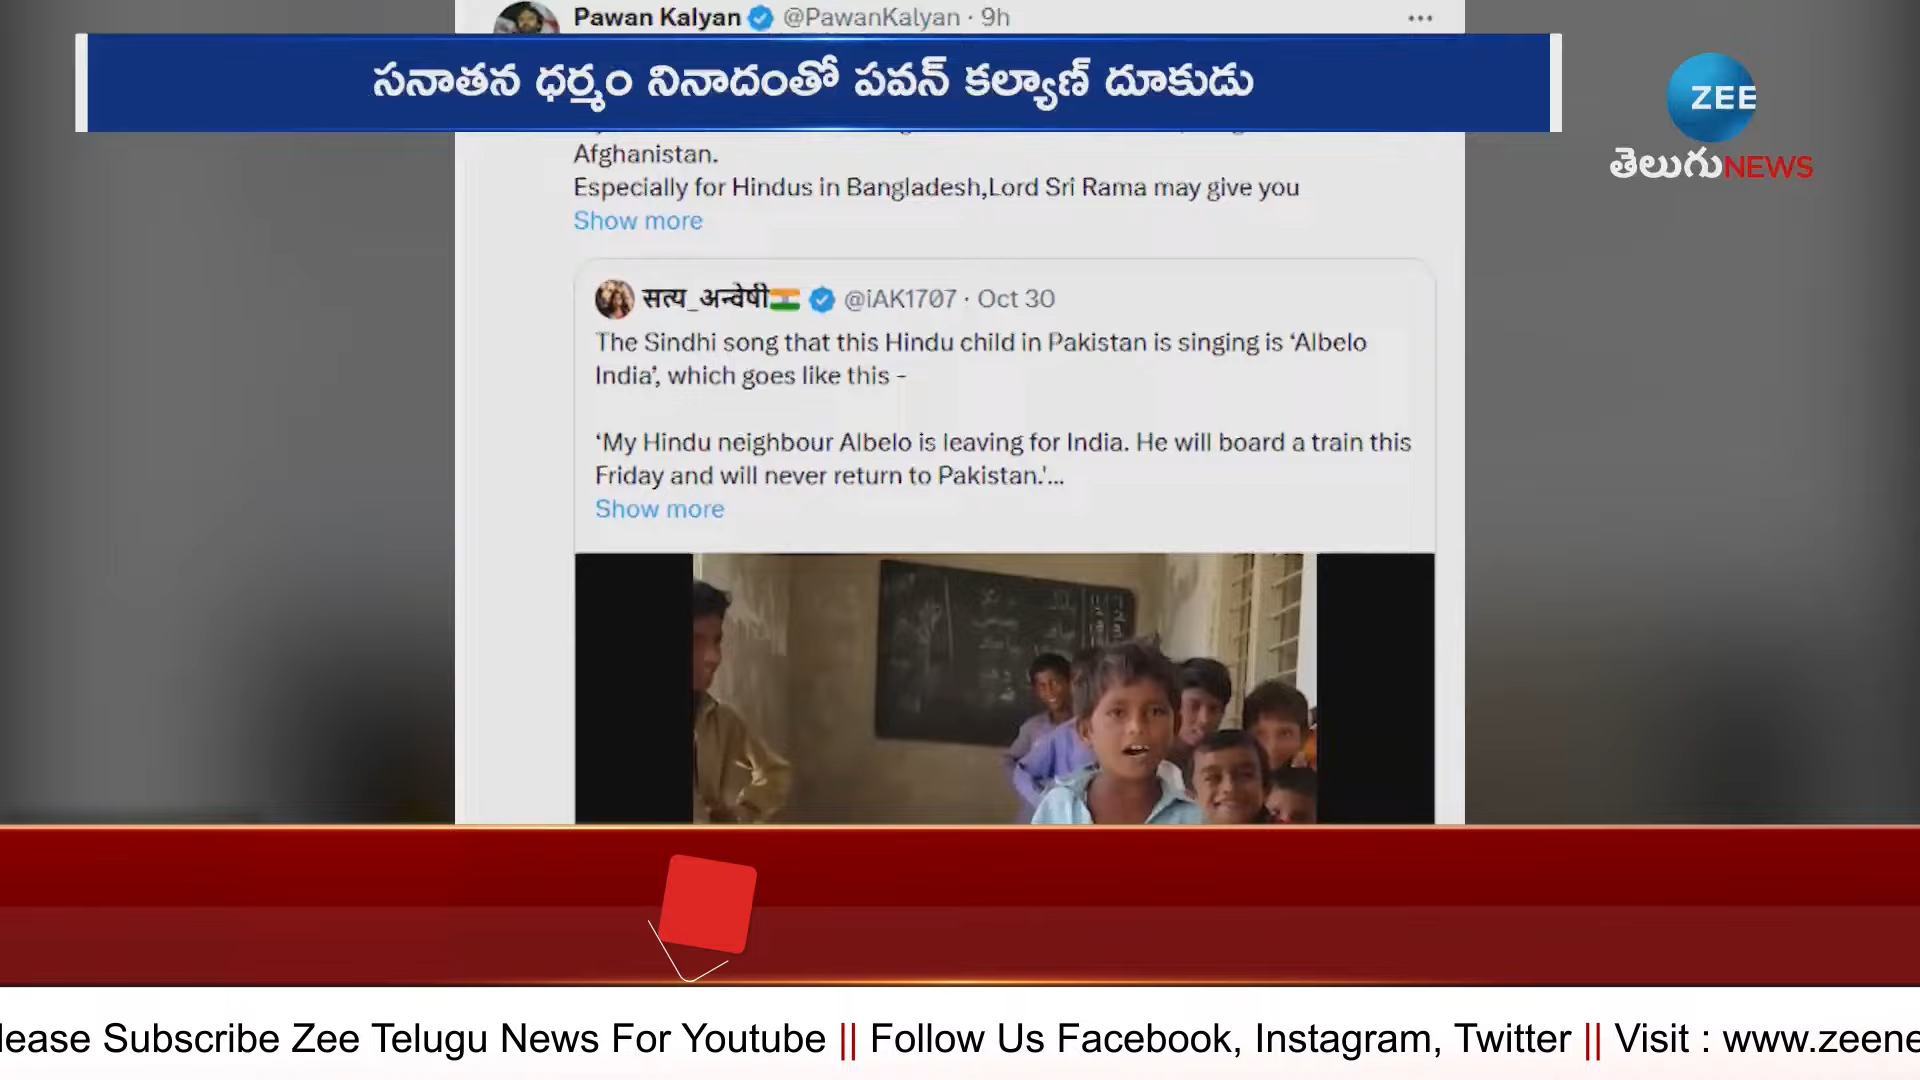 Pawan Kalyan @PawanKalyan · 9h
సనాతన ధర్మం నినాదంతో పవన్ కల్యాణ్ దూకుడు
ZEE
తెలుగు NEWS
Afghanistan.
Especially for Hindus in Bangladesh,Lord Sri Rama may give you
Show more
सत्य_अन्वेषी @iAK1707 · Oct 30
The Sindhi song that this Hindu child in Pakistan is singing is ‘Albelo
India’, which goes like this -
‘My Hindu neighbour Albelo is leaving for India. He will board a train this
Friday and will never return to Pakistan.'...
Show more
lease Subscribe Zee Telugu News For Youtube || Follow Us Facebook, Instagram, Twitter || Visit : www.zeene